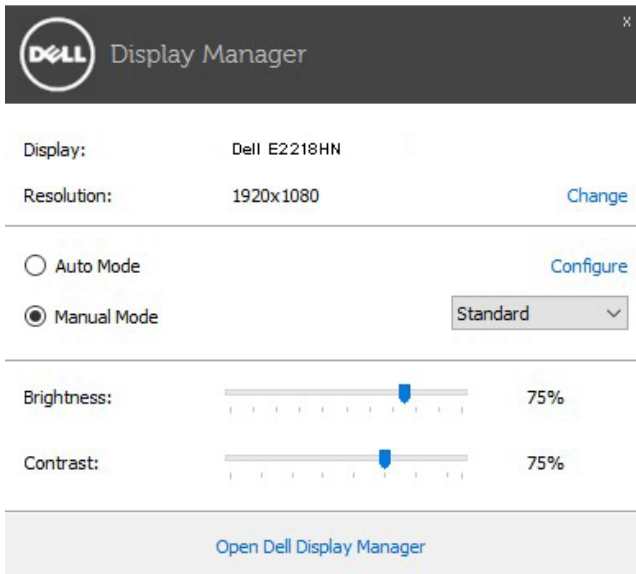 DELL Display Manager
x
Display: Dell E2218HN
Resolution: 1920x1080 Change
Auto Mode Configure
Manual Mode Standard
Brightness: 75%
Contrast: 75%
Open Dell Display Manager